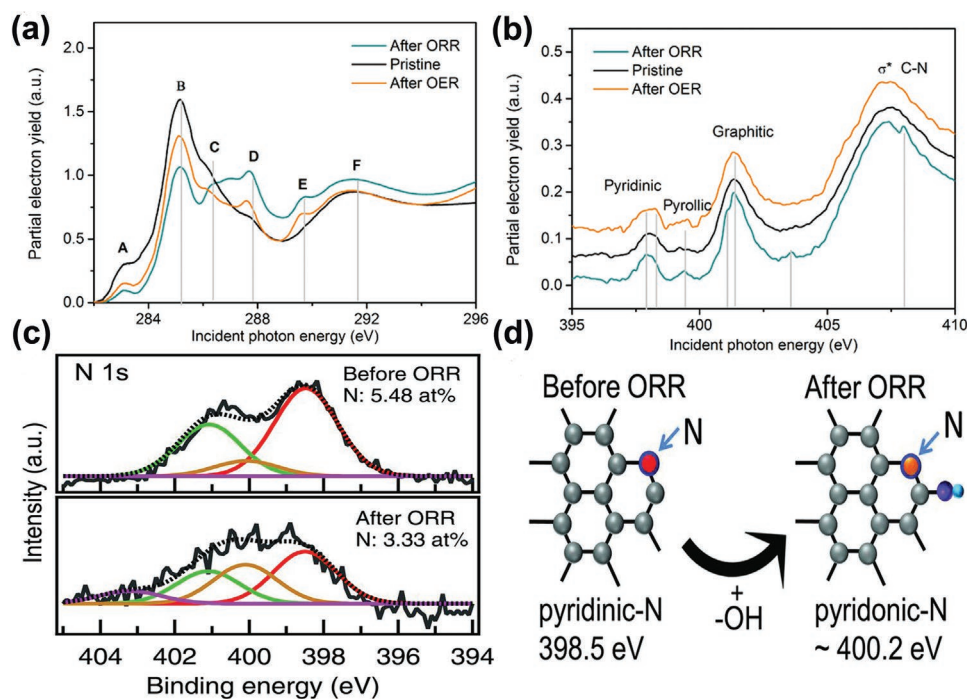 (a)
2.0
1.5
1.0
0.5
0.0
Partial electron yield (a.u.)
After ORR
Pristine
After OER
A
B
C
D
E
F
284
288
292
296
Incident photon energy (eV)
(b)
0.5
0.4
0.3
0.2
0.1
0.0
Partial electron yield (a.u.)
After ORR
Pristine
After OER
σ* C-N
Graphitic
Pyridinic
Pyrollic
395
400
405
410
Incident photon energy (eV)
(c)
N 1s
Before ORR
N: 5.48 at%
After ORR
N: 3.33 at%
Intensity (a.u.)
404
402
400
398
396
394
Binding energy (eV)
(d)
Before ORR
N
pyridinic-N
398.5 eV
+
-OH
After ORR
N
pyridonic-N
~ 400.2 eV